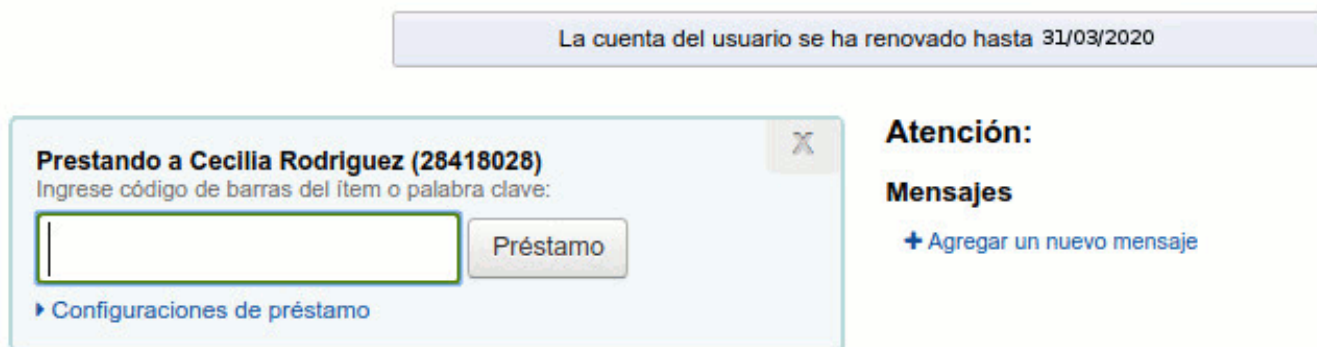 La cuenta del usuario se ha renovado hasta 31/03/2020
Prestando a Cecilia Rodriguez (28418028)
X
Ingrese código de barras del ítem o palabra clave:
Préstamo
Configuraciones de préstamo
Atención:
Mensajes
+ Agregar un nuevo mensaje